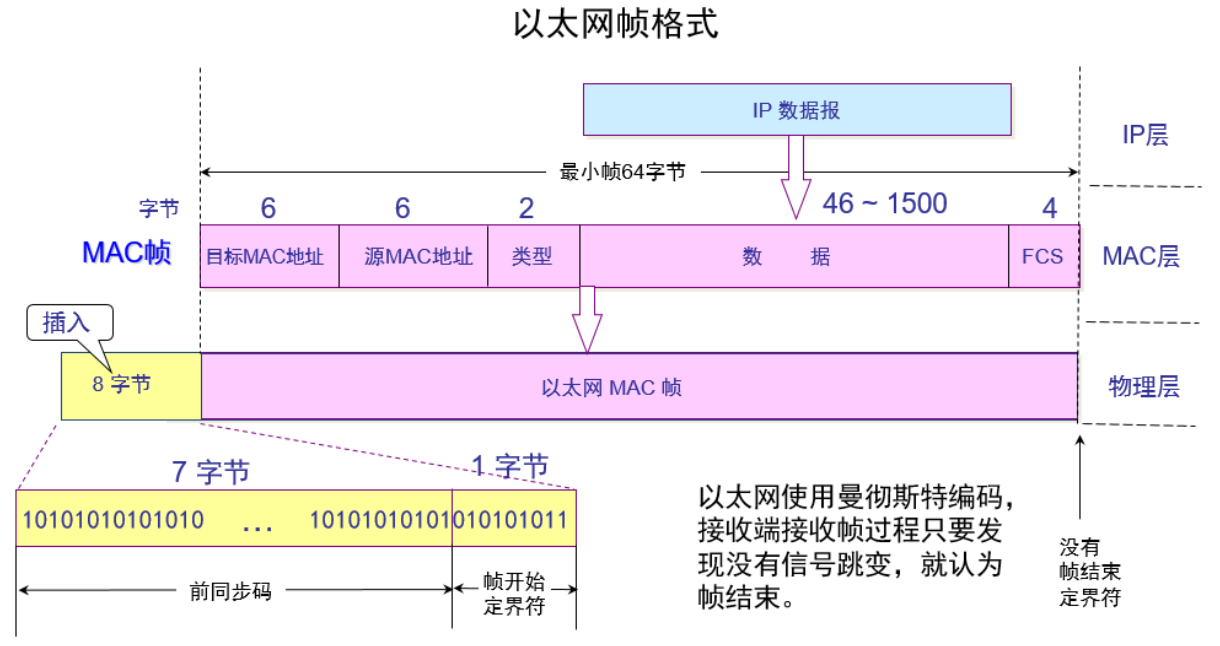 以太网帧格式
IP 数据报
IP层
最小帧64字节
字节 6 6 2 46 ~ 1500 4
MAC帧 目标MAC地址 源MAC地址 类型 数 据 FCS MAC层
插入
8 字节 以太网 MAC 帧 物理层
7 字节 1 字节
10101010101010 ... 10101010101010101011
前同步码
帧开始
定界符
以太网使用曼彻斯特编码，
接收端接收帧过程只要发
现没有信号跳变，就认为
帧结束。
没有
帧结束
定界符